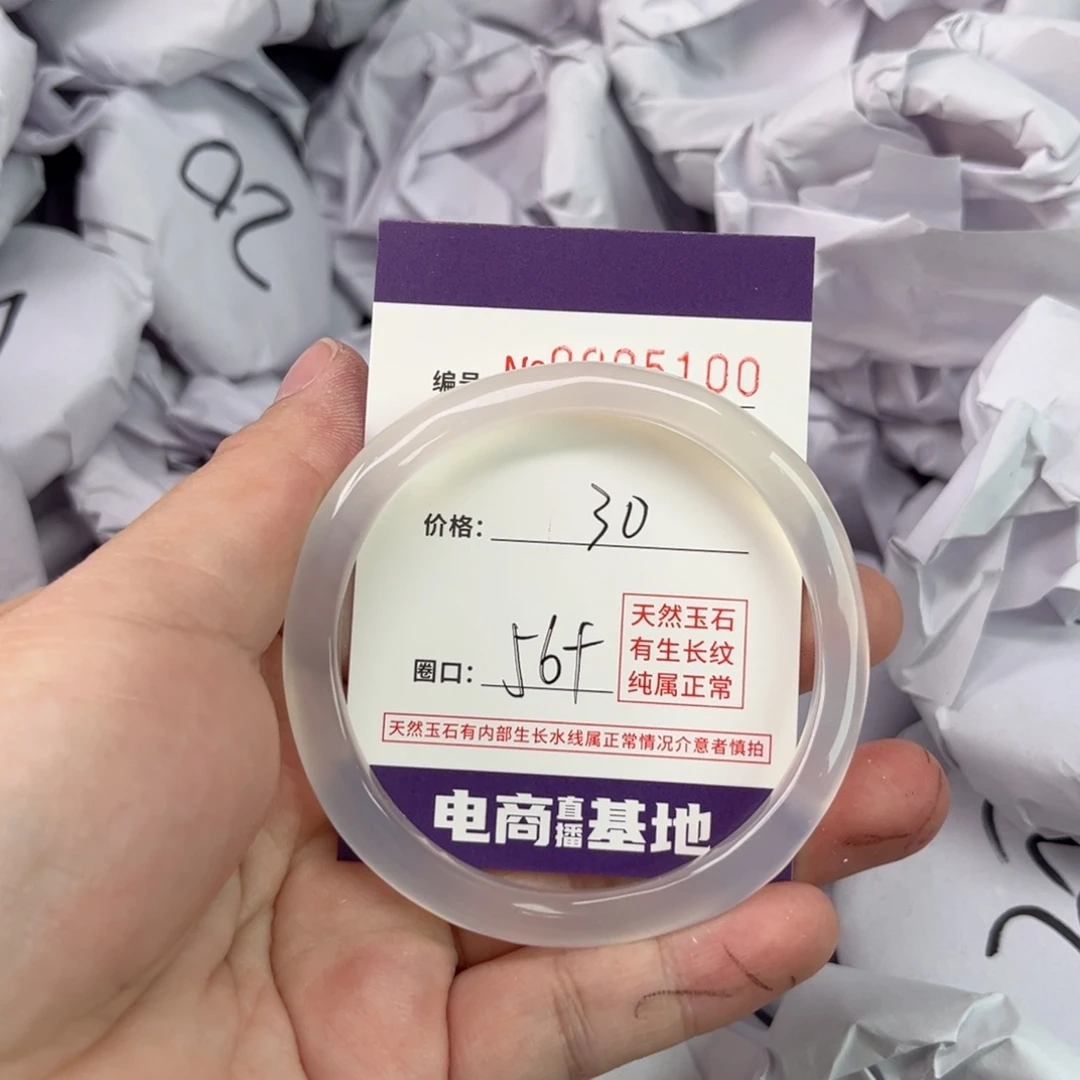 编号
№0005100
价格: 30
圈口: 56+
天然玉石
有生长纹
纯属正常
天然玉石有内部生长水线属正常情况介意者慎拍
电商直播基地